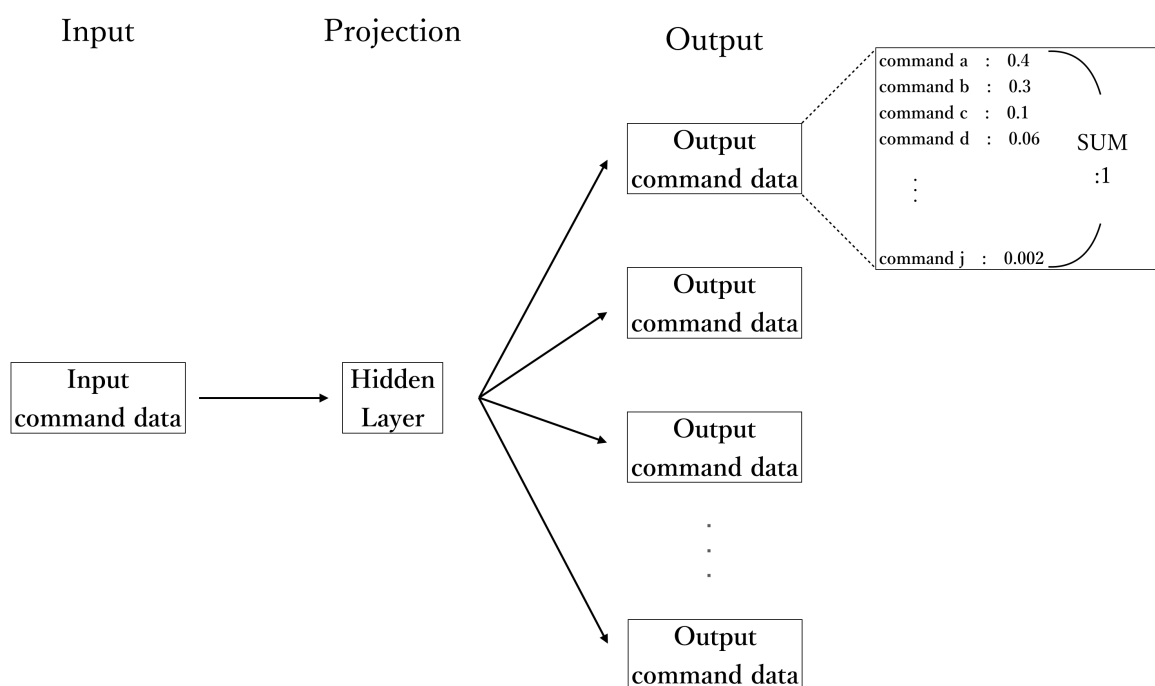 Input
Projection
Output
command a : 0.4
command b : 0.3
command c : 0.1
command d : 0.06
SUM
:1
command j : 0.002
Output
command data
Output
command data
Input
command data
Hidden
Layer
Output
command data
Output
command data